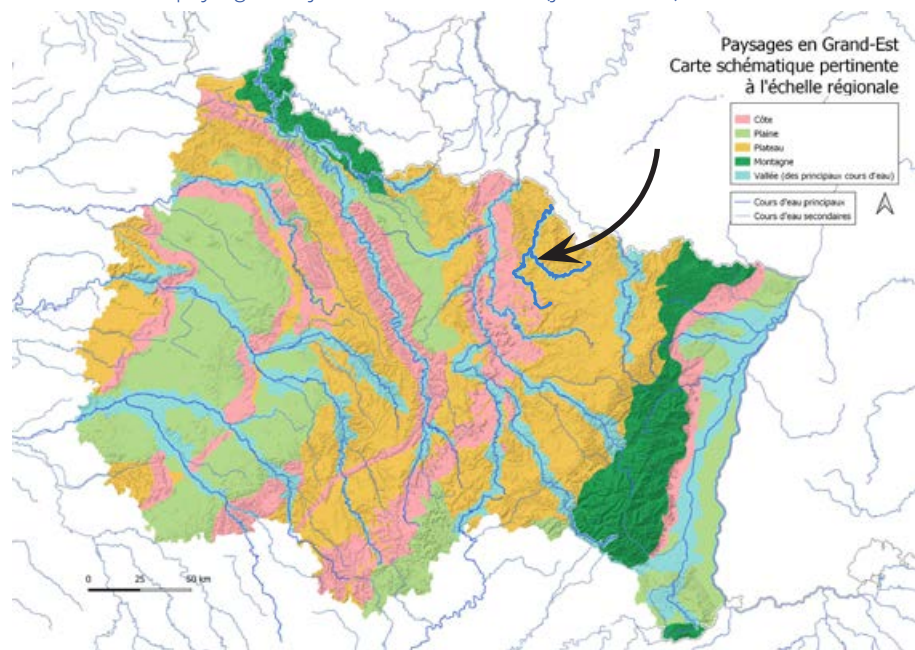 Paysages en Grand-Est
Carte schématique pertinente
à l'échelle régionale
Côte
Plaine
Plateau
Montagne
Vallée (des principaux cours d'eau)
Cours d'eau principaux
Cours d'eau secondaires
0 25 50 km